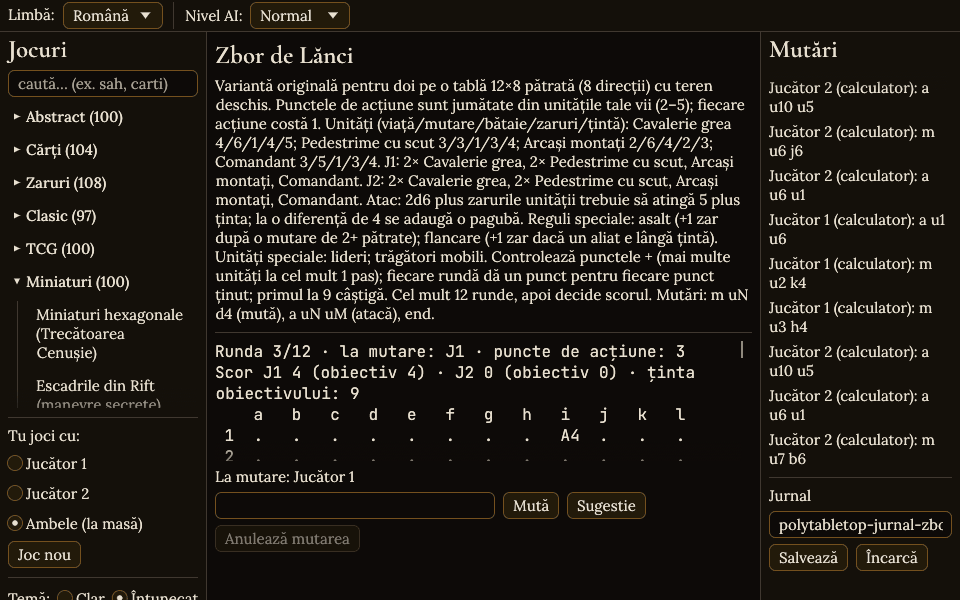 Limbă:
Română ▼
Nivel AI:
Normal ▼
Jocuri
caută... (ex. sah, carti)
▸ Abstract (100)
▸ Cărți (104)
▸ Zaruri (108)
▸ Clasic (97)
▸ TCG (100)
▾ Miniaturi (100)
Miniaturi hexagonale
(Trecătoarea
Cenușie)
Escadrile din Rift
(manevre secrete)
Tu joci cu:
Jucător 1
Jucător 2
Ambele (la masă)
Joc nou
Temă:
Clar
Întunecat
Zbor de Lănci
Variantă originală pentru doi pe o tablă 12×8 pătrată (8 direcții) cu teren
deschis. Punctele de acțiune sunt jumătate din unitățile tale vii (2–5); fiecare
acțiune costă 1. Unități (viață/mutare/bătaie/zaruri/țintă): Cavalerie grea
4/6/1/4/5; Pedestrime cu scut 3/3/1/3/4; Arcași montați 2/6/4/2/3;
Comandant 3/5/1/3/4. J1: 2× Cavalerie grea, 2× Pedestrime cu scut, Arcași
montați, Comandant. J2: 2× Cavalerie grea, 2× Pedestrime cu scut, Arcași
montați, Comandant. Atac: 2d6 plus zarurile unității trebuie să atingă 5 plus
ținta; la o diferență de 4 se adaugă o pagubă. Reguli speciale: asalt (+1 zar
după o mutare de 2+ pătrate); flancare (+1 zar dacă un aliat e lângă țintă).
Unități speciale: lideri; trăgători mobili. Controlează punctele + (mai multe
unități la cel mult 1 pas); fiecare rundă dă un punct pentru fiecare punct
ținut; primul la 9 câștigă. Cel mult 12 runde, apoi decide scorul. Mutări: m uN
d4 (mută), a uN uM (atacă), end.
Runda 3/12 · la mutare: J1 · puncte de acțiune: 3
Scor J1 4 (obiectiv 4) · J2 0 (obiectiv 0) · ținta
obiectivului: 9
a b c d e f g h i j k l
1 . . . . . . . . A4 . . .
2 . . . . . . . . . . . .
La mutare: Jucător 1
Mută
Sugestie
Anulează mutarea
Mutări
Jucător 2 (calculator): a
u10 u5
Jucător 2 (calculator): m
u6 j6
Jucător 2 (calculator): a
u6 u1
Jucător 1 (calculator): a u1
u6
Jucător 1 (calculator): m
u2 k4
Jucător 1 (calculator): m
u3 h4
Jucător 2 (calculator): a
u10 u5
Jucător 2 (calculator): a
u6 u1
Jucător 2 (calculator): m
u7 b6
Jurnal
polytabletop-jurnal-zbo
Salvează
Încarcă